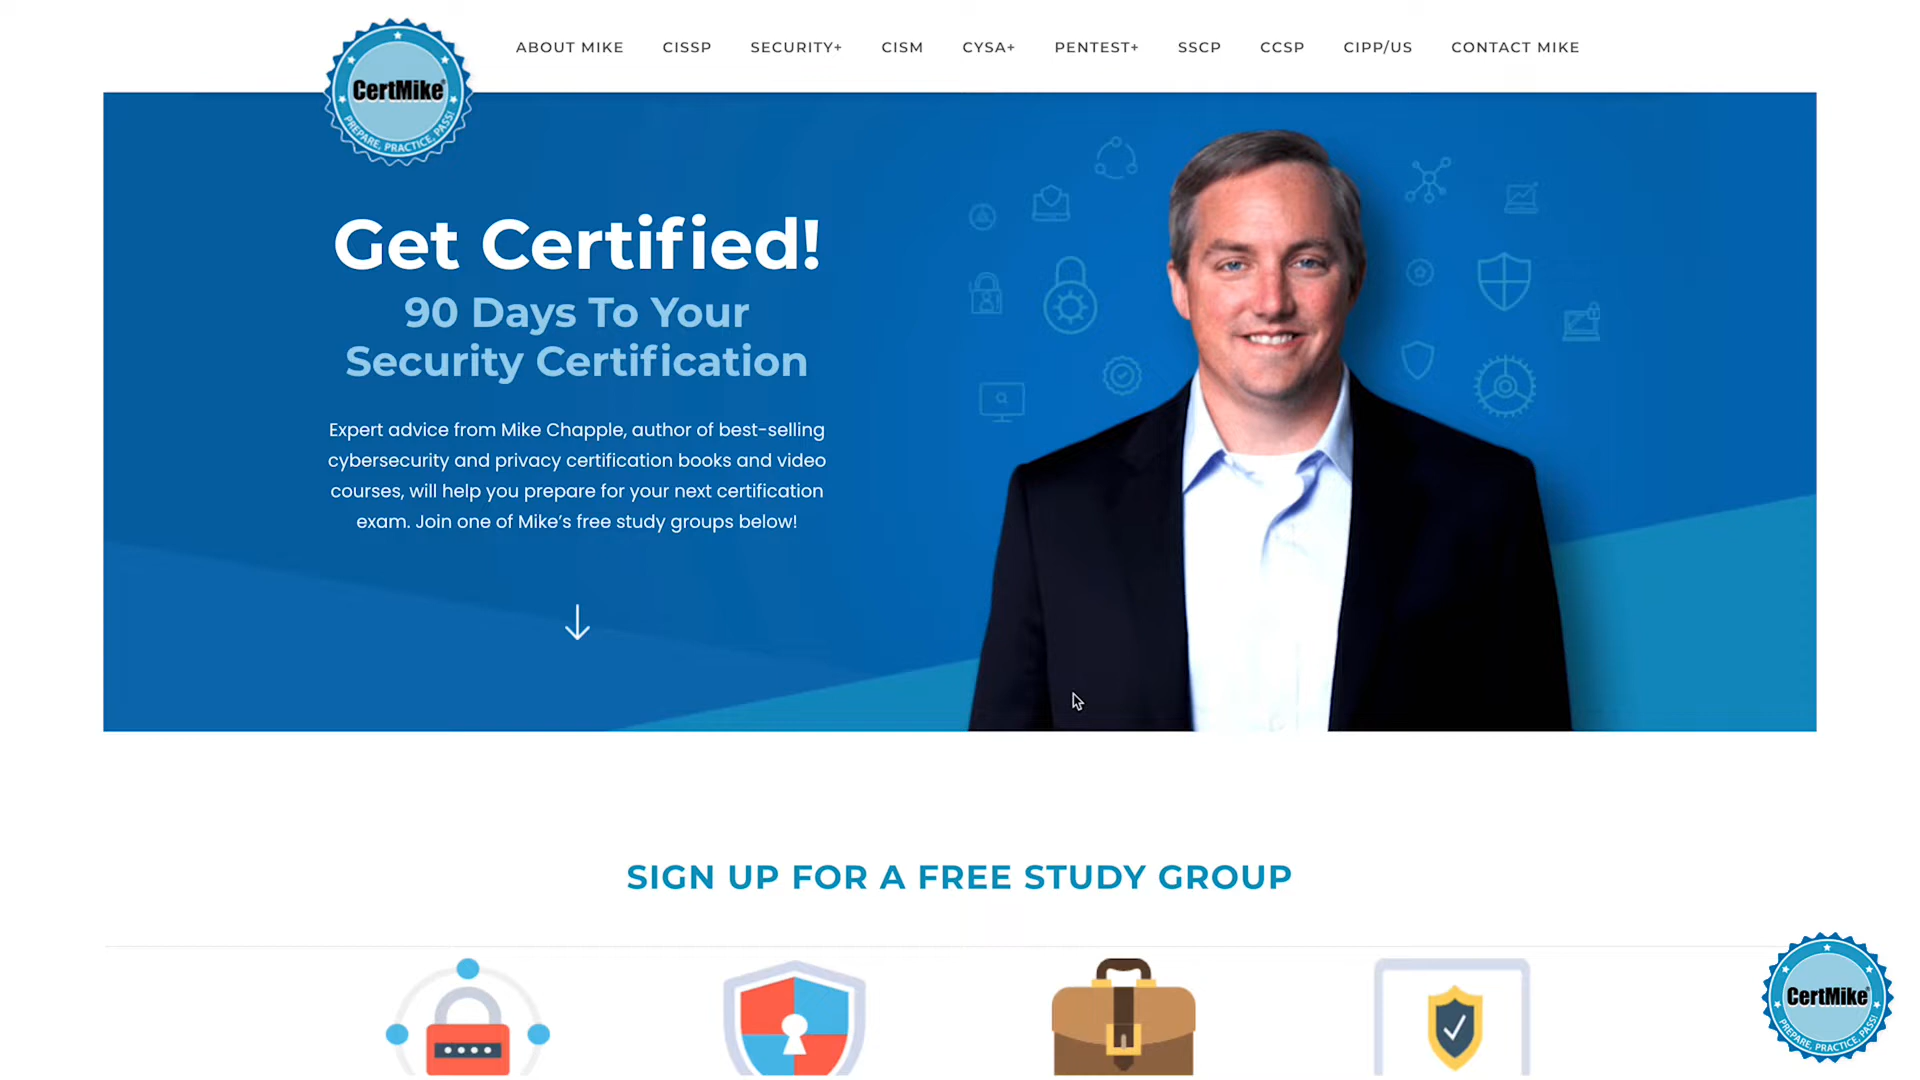 CertMike®
PREPARE, PRACTICE, PASS!
ABOUT MIKE
CISSP
SECURITY+
CISM
CYSA+
PENTEST+
SSCP
CCSP
CIPP/US
CONTACT MIKE
Get Certified!
90 Days To Your
Security Certification
Expert advice from Mike Chapple, author of best-selling
cybersecurity and privacy certification books and video
courses, will help you prepare for your next certification
exam. Join one of Mike’s free study groups below!
SIGN UP FOR A FREE STUDY GROUP
CertMike®
PREPARE, PRACTICE, PASS!